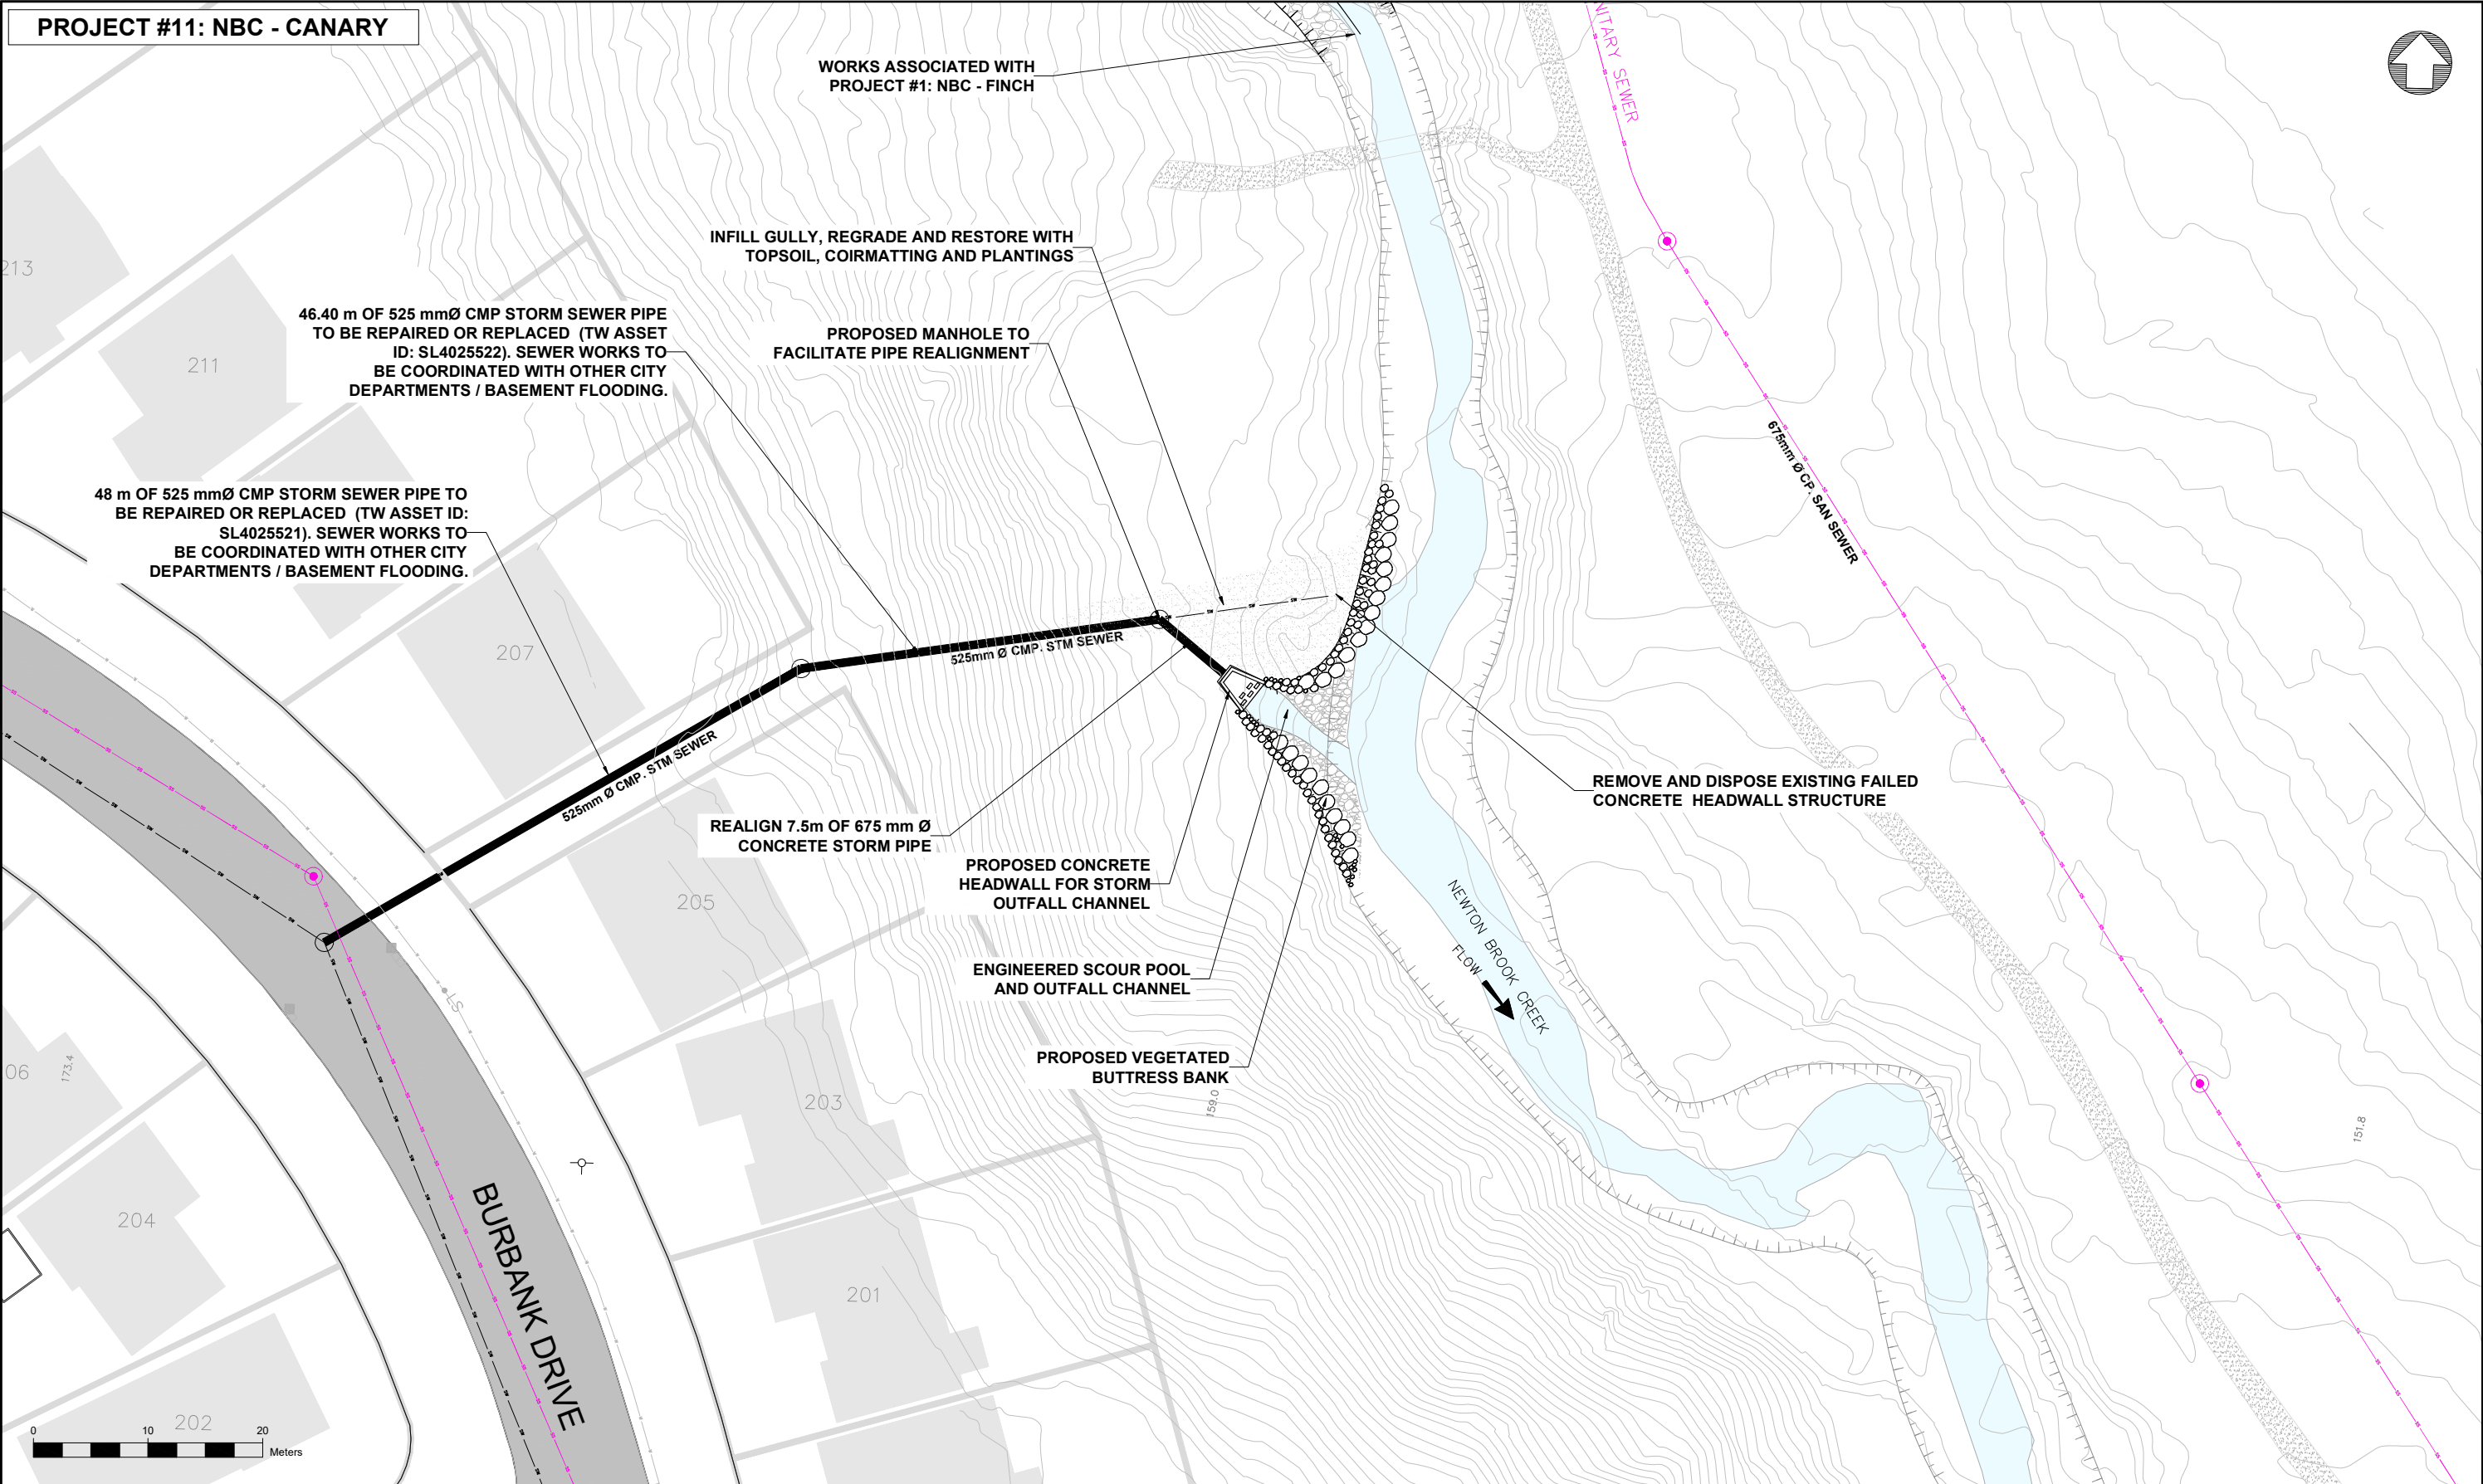 PROJECT #11: NBC - CANARY
WORKS ASSOCIATED WITH
PROJECT #1: NBC - FINCH
NITARY SEWER
INFILL GULLY, REGRADE AND RESTORE WITH
TOPSOIL, COIRMATTING AND PLANTINGS
213
46.40 m OF 525 mmØ CMP STORM SEWER PIPE
TO BE REPAIRED OR REPLACED (TW ASSET
ID: SL4025522). SEWER WORKS TO
BE COORDINATED WITH OTHER CITY
DEPARTMENTS / BASEMENT FLOODING.
PROPOSED MANHOLE TO
FACILITATE PIPE REALIGNMENT
211
675mm Ø CP. SAN SEWER
48 m OF 525 mmØ CMP STORM SEWER PIPE TO
BE REPAIRED OR REPLACED (TW ASSET ID:
SL4025521). SEWER WORKS TO
BE COORDINATED WITH OTHER CITY
DEPARTMENTS / BASEMENT FLOODING.
207
525mm Ø CMP. STM SEWER
525mm Ø CMP. STM SEWER
REMOVE AND DISPOSE EXISTING FAILED
CONCRETE HEADWALL STRUCTURE
REALIGN 7.5m OF 675 mm Ø
CONCRETE STORM PIPE
PROPOSED CONCRETE
HEADWALL FOR STORM
OUTFALL CHANNEL
205
NEWTON BROOK CREEK
FLOW
ENGINEERED SCOUR POOL
AND OUTFALL CHANNEL
LS
PROPOSED VEGETATED
BUTTRESS BANK
06
173.4
203
159.0
151.8
204
BURBANK DRIVE
201
202
0 10 20
Meters